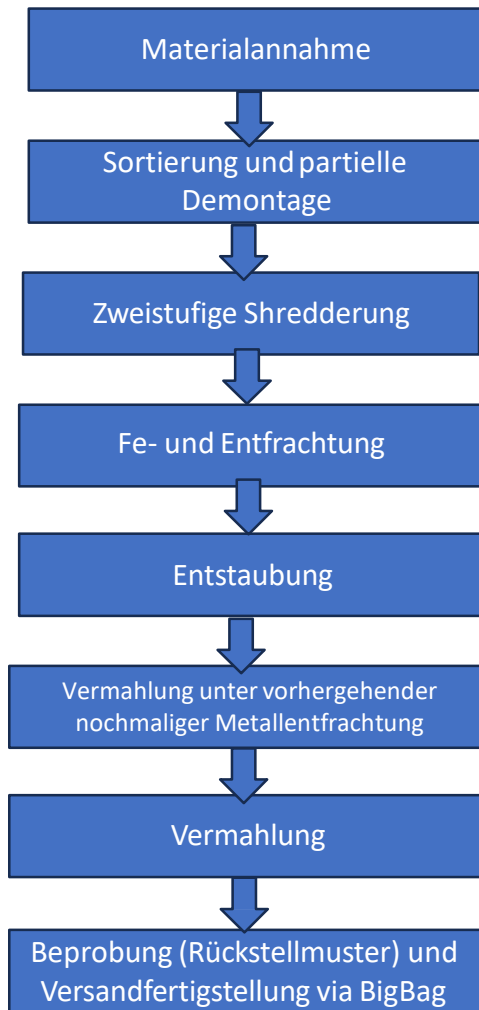 Materialannahme
Sortierung und partielle
Demontage
Zweistufige Shredderung
Fe- und Entfrachtung
Entstaubung
Vermahlung unter vorhergehender
nochmaliger Metallentfrachtung
Vermahlung
Beprobung (Rückstellmuster) und
Versandfertigstellung via BigBag